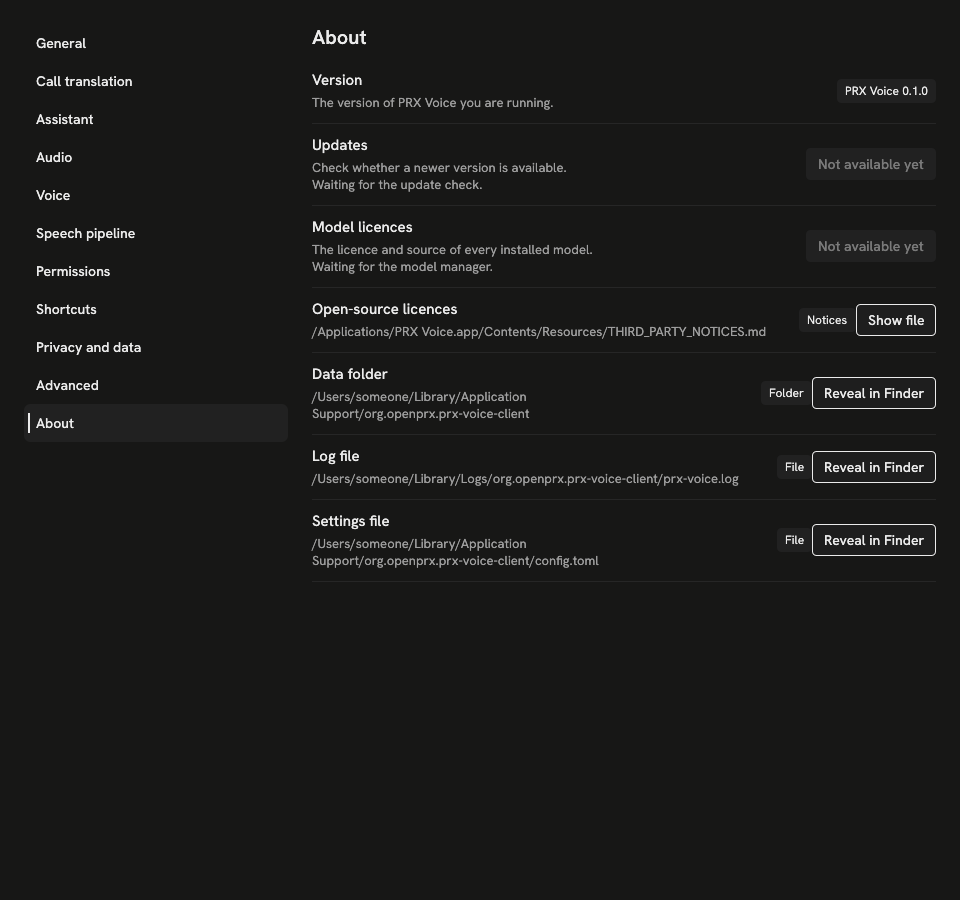 General
Call translation
Assistant
Audio
Voice
Speech pipeline
Permissions
Shortcuts
Privacy and data
Advanced
About
About
Version
The version of PRX Voice you are running.
PRX Voice 0.1.0
Updates
Check whether a newer version is available.
Waiting for the update check.
Not available yet
Model licences
The licence and source of every installed model.
Waiting for the model manager.
Not available yet
Open-source licences
/Applications/PRX Voice.app/Contents/Resources/THIRD_PARTY_NOTICES.md
Notices
Show file
Data folder
/Users/someone/Library/Application
Support/org.openprx.prx-voice-client
Folder
Reveal in Finder
Log file
/Users/someone/Library/Logs/org.openprx.prx-voice-client/prx-voice.log
File
Reveal in Finder
Settings file
/Users/someone/Library/Application
Support/org.openprx.prx-voice-client/config.toml
File
Reveal in Finder